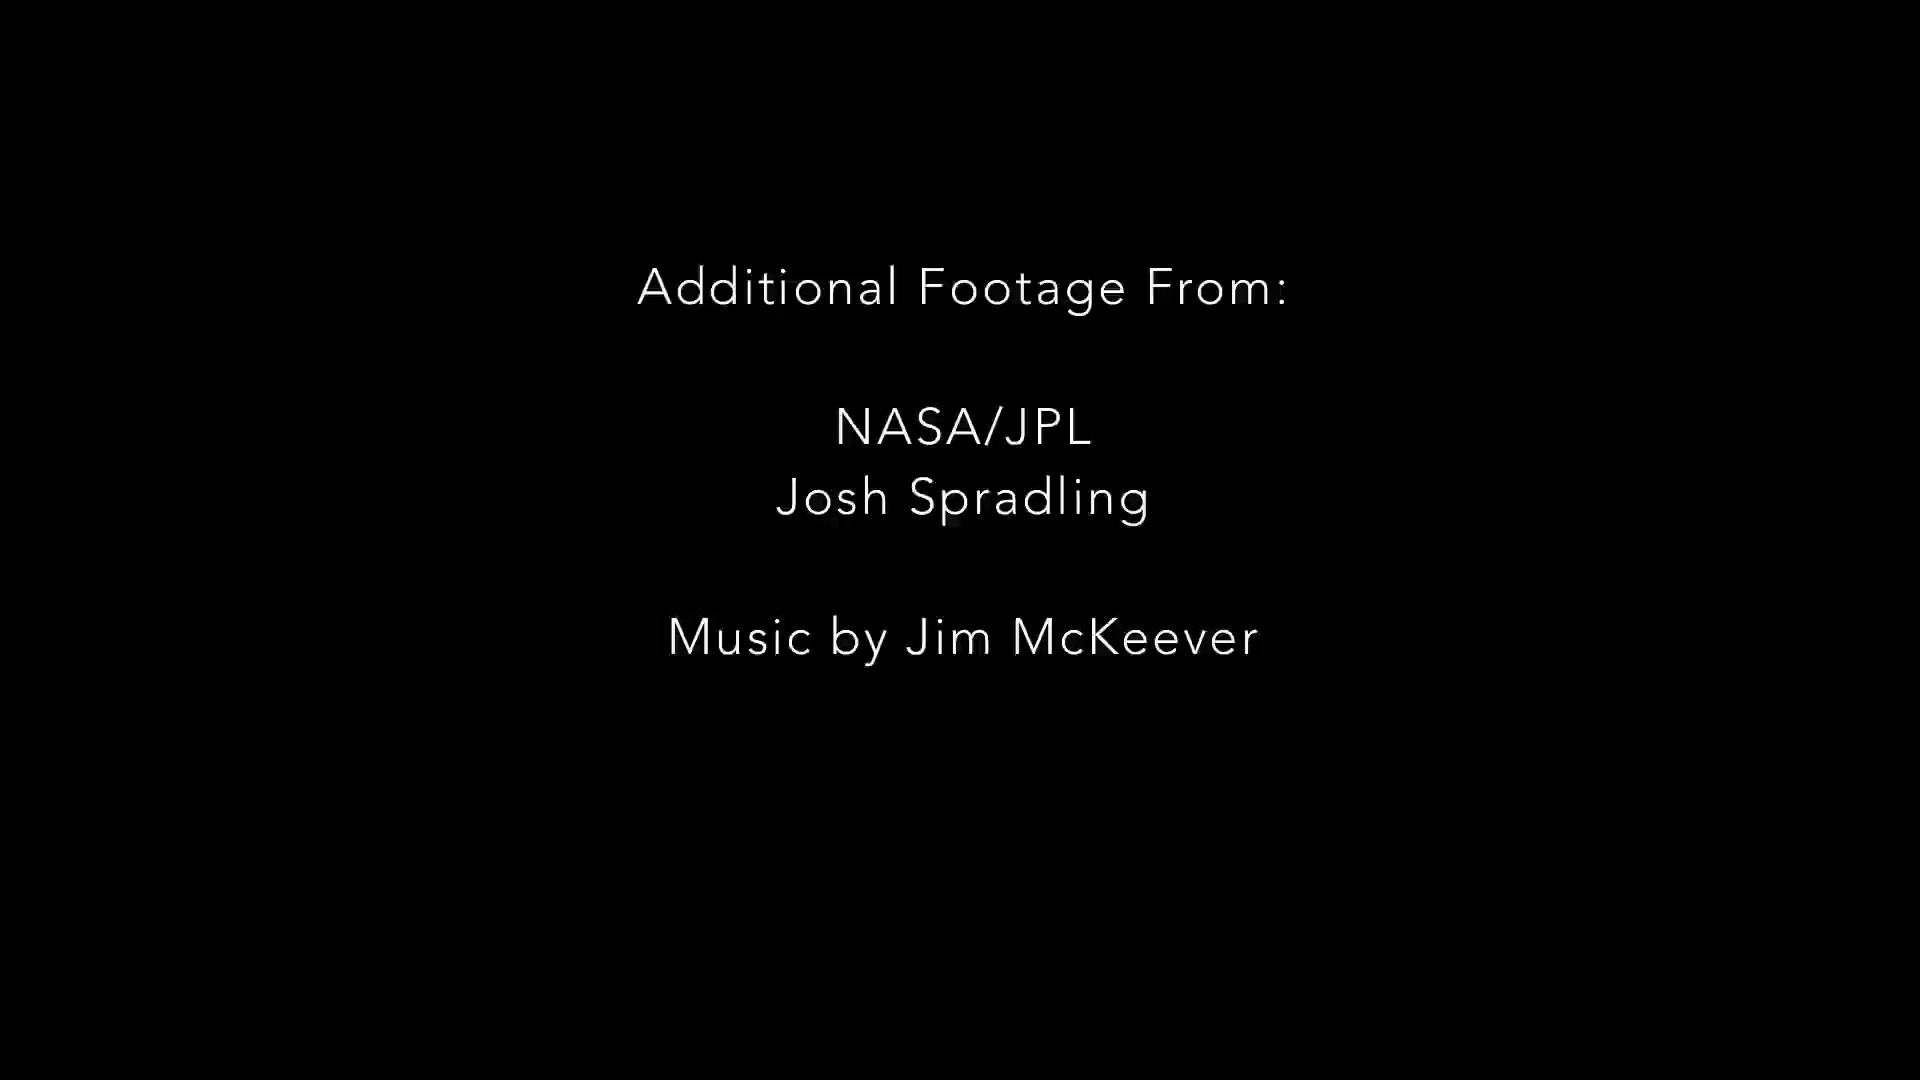 Additional Footage From:
NASA/JPL
Josh Spradling
Music by Jim McKeever